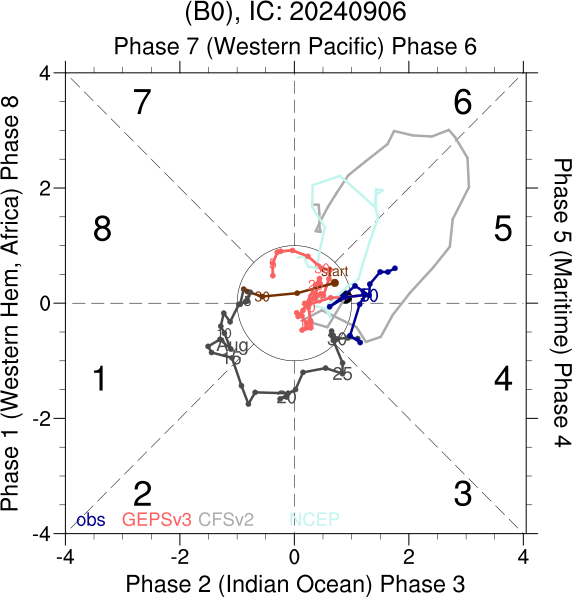 (B0), IC: 20240906
Phase 7 (Western Pacific) Phase 6
Phase 1 (Western Hem, Africa) Phase 8
Phase 5 (Maritime) Phase 4
4
2
0
-2
-4
7
6
8
5
1
4
2
3
start
30
5
10
Aug
15
20
25
30
obs GEPSv3 CFSv2 NCEP
-4 -2 0 2 4
Phase 2 (Indian Ocean) Phase 3